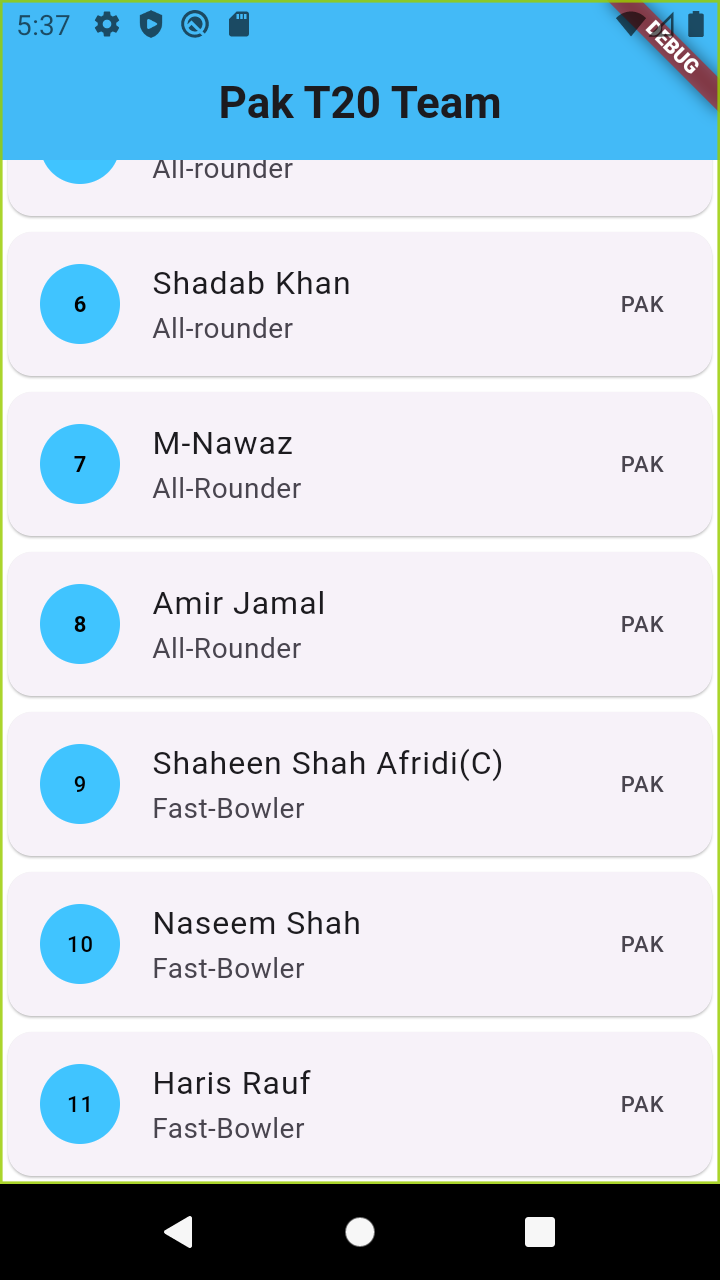 5:37
DEBUG
Pak T20 Team
All-rounder
6
Shadab Khan
All-rounder
PAK
7
M-Nawaz
All-Rounder
PAK
8
Amir Jamal
All-Rounder
PAK
9
Shaheen Shah Afridi(C)
Fast-Bowler
PAK
10
Naseem Shah
Fast-Bowler
PAK
11
Haris Rauf
Fast-Bowler
PAK